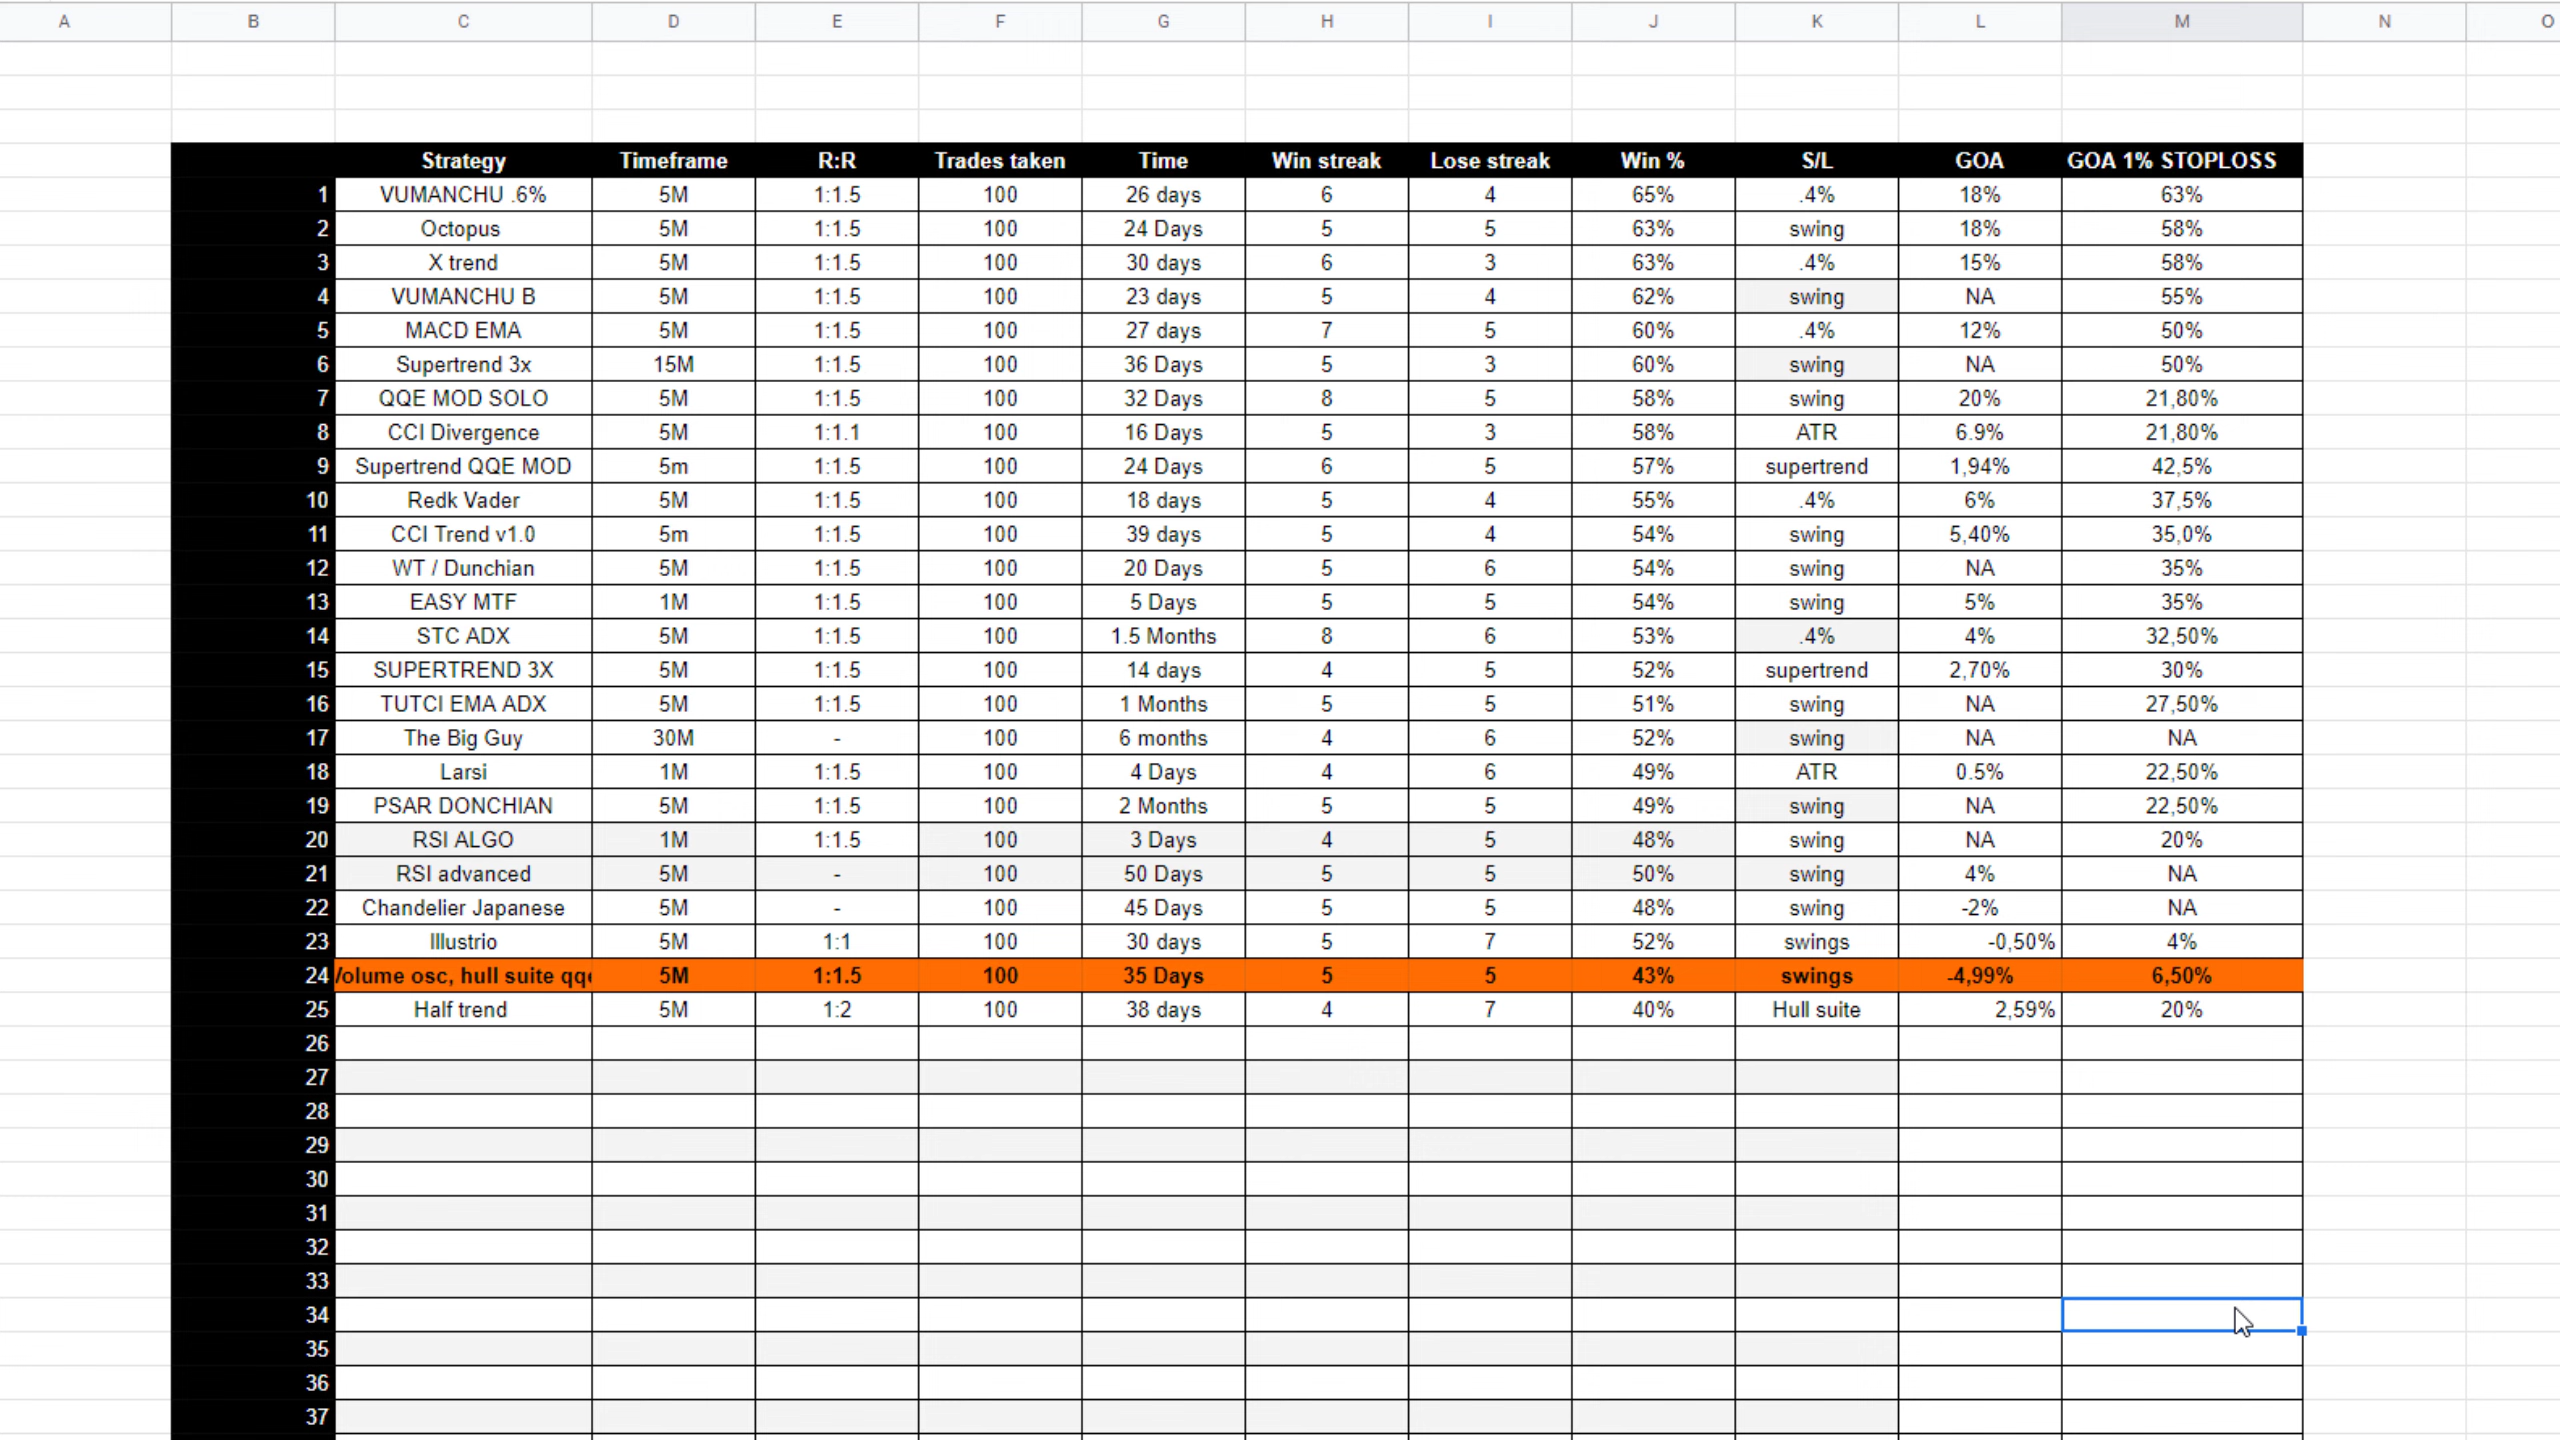 A B C D E F G H I J K L M N O
Strategy Timeframe R:R Trades taken Time Win streak Lose streak Win % S/L GOA GOA 1% STOPLOSS
1 VUMANCHU .6% 5M 1:1.5 100 26 days 6 4 65% .4% 18% 63%
2 Octopus 5M 1:1.5 100 24 Days 5 5 63% swing 18% 58%
3 X trend 5M 1:1.5 100 30 days 6 3 63% .4% 15% 58%
4 VUMANCHU B 5M 1:1.5 100 23 days 5 4 62% swing NA 55%
5 MACD EMA 5M 1:1.5 100 27 days 7 5 60% .4% 12% 50%
6 Supertrend 3x 15M 1:1.5 100 36 Days 5 3 60% swing NA 50%
7 QQE MOD SOLO 5M 1:1.5 100 32 Days 8 5 58% swing 20% 21,80%
8 CCI Divergence 5M 1:1.1 100 16 Days 5 3 58% ATR 6.9% 21,80%
9 Supertrend QQE MOD 5m 1:1.5 100 24 Days 6 5 57% supertrend 1,94% 42,5%
10 Redk Vader 5M 1:1.5 100 18 days 5 4 55% .4% 6% 37,5%
11 CCI Trend v1.0 5m 1:1.5 100 39 days 5 4 54% swing 5,40% 35,0%
12 WT / Dunchian 5M 1:1.5 100 20 Days 5 6 54% swing NA 35%
13 EASY MTF 1M 1:1.5 100 5 Days 5 5 54% swing 5% 35%
14 STC ADX 5M 1:1.5 100 1.5 Months 8 6 53% .4% 4% 32,50%
15 SUPERTREND 3X 5M 1:1.5 100 14 days 4 5 52% supertrend 2,70% 30%
16 TUTCI EMA ADX 5M 1:1.5 100 1 Months 5 5 51% swing NA 27,50%
17 The Big Guy 30M - 100 6 months 4 6 52% swing NA NA
18 Larsi 1M 1:1.5 100 4 Days 4 6 49% ATR 0.5% 22,50%
19 PSAR DONCHIAN 5M 1:1.5 100 2 Months 5 5 49% swing NA 22,50%
20 RSI ALGO 1M 1:1.5 100 3 Days 4 5 48% swing NA 20%
21 RSI advanced 5M - 100 50 Days 5 5 50% swing 4% NA
22 Chandelier Japanese 5M - 100 45 Days 5 5 48% swing -2% NA
23 Illustrio 5M 1:1 100 30 days 5 7 52% swings -0,50% 4%
24 Volume osc, hull suite qqe 5M 1:1.5 100 35 Days 5 5 43% swings -4,99% 6,50%
25 Half trend 5M 1:2 100 38 days 4 7 40% Hull suite 2,59% 20%
26
27
28
29
30
31
32
33
34
35
36
37